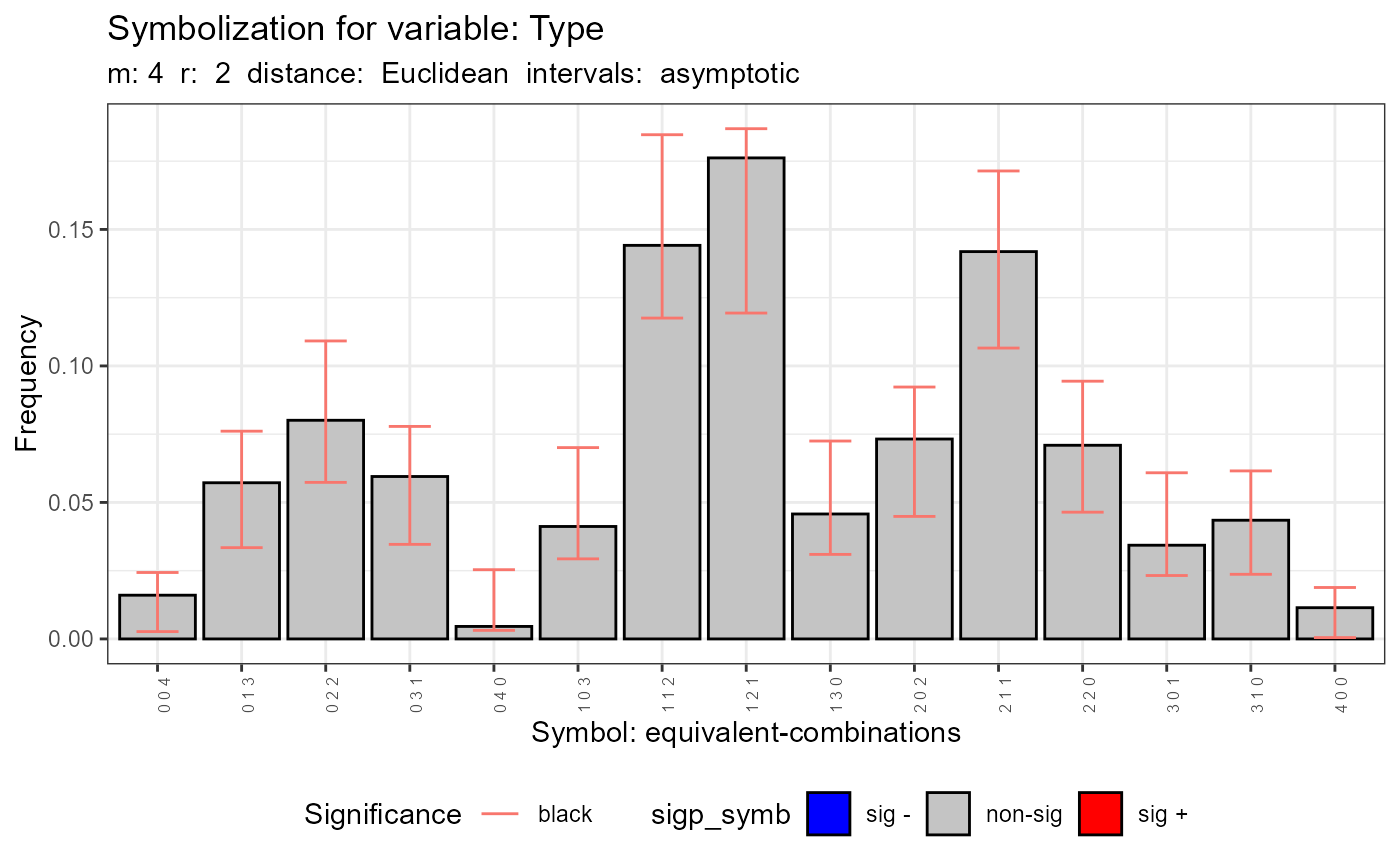 Symbolization for variable: Type
m: 4 r: 2 distance: Euclidean intervals: asymptotic
Frequency
0.15
0.10
0.05
0.00
0 0 4
0 1 3
0 2 2
0 3 1
0 4 0
1 0 3
1 1 2
1 2 1
1 3 0
2 0 2
2 1 1
2 2 0
3 0 1
3 1 0
4 0 0
Symbol: equivalent-combinations
Significance black sigp_symb sig - non-sig sig +